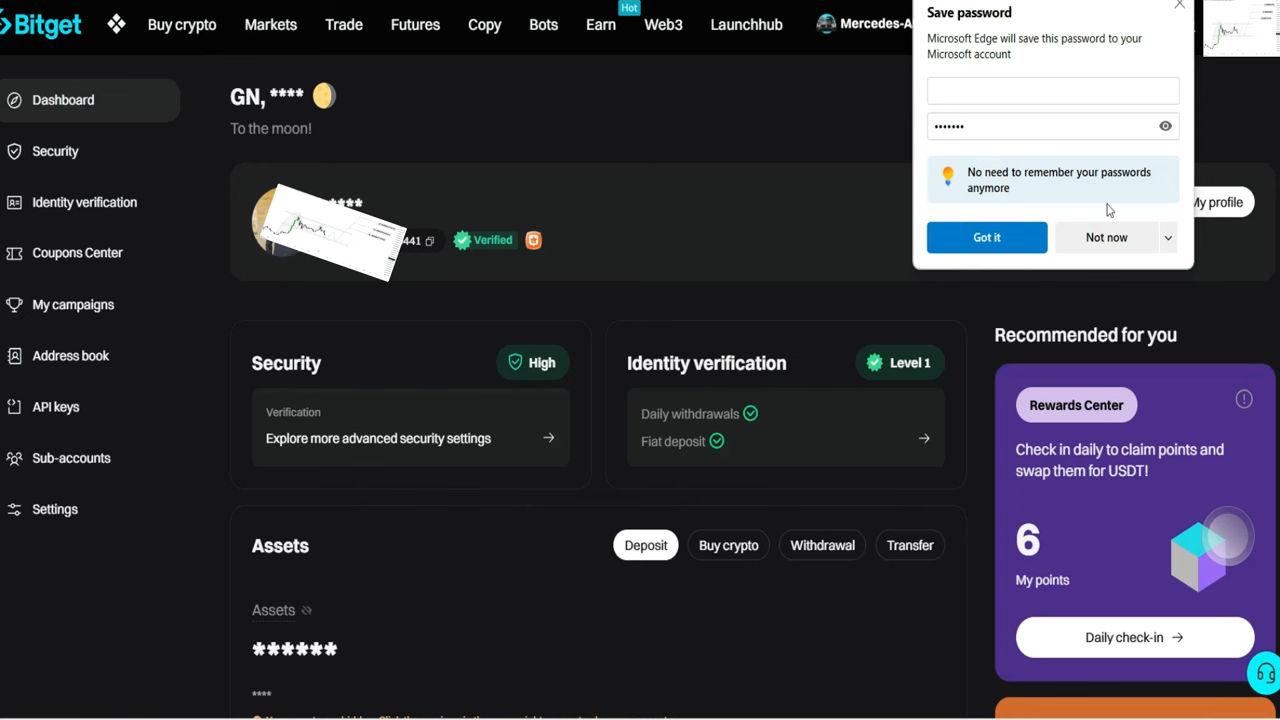 Bitget
Buy crypto
Markets
Trade
Futures
Copy
Bots
Earn
Hot
Web3
Launchhub
Mercedes-A
Save password
Microsoft Edge will save this password to your
Microsoft account
•••••••
No need to remember your passwords
anymore
Got it
Not now
Dashboard
Security
Identity verification
Coupons Center
My campaigns
Address book
API keys
Sub-accounts
Settings
GN, ****
To the moon!
****
441
Verified
My profile
Security
High
Verification
Explore more advanced security settings
Identity verification
Level 1
Daily withdrawals
Fiat deposit
Recommended for you
Rewards Center
Check in daily to claim points and
swap them for USDT!
6
My points
Daily check-in
Assets
Deposit
Buy crypto
Withdrawal
Transfer
Assets
******
****